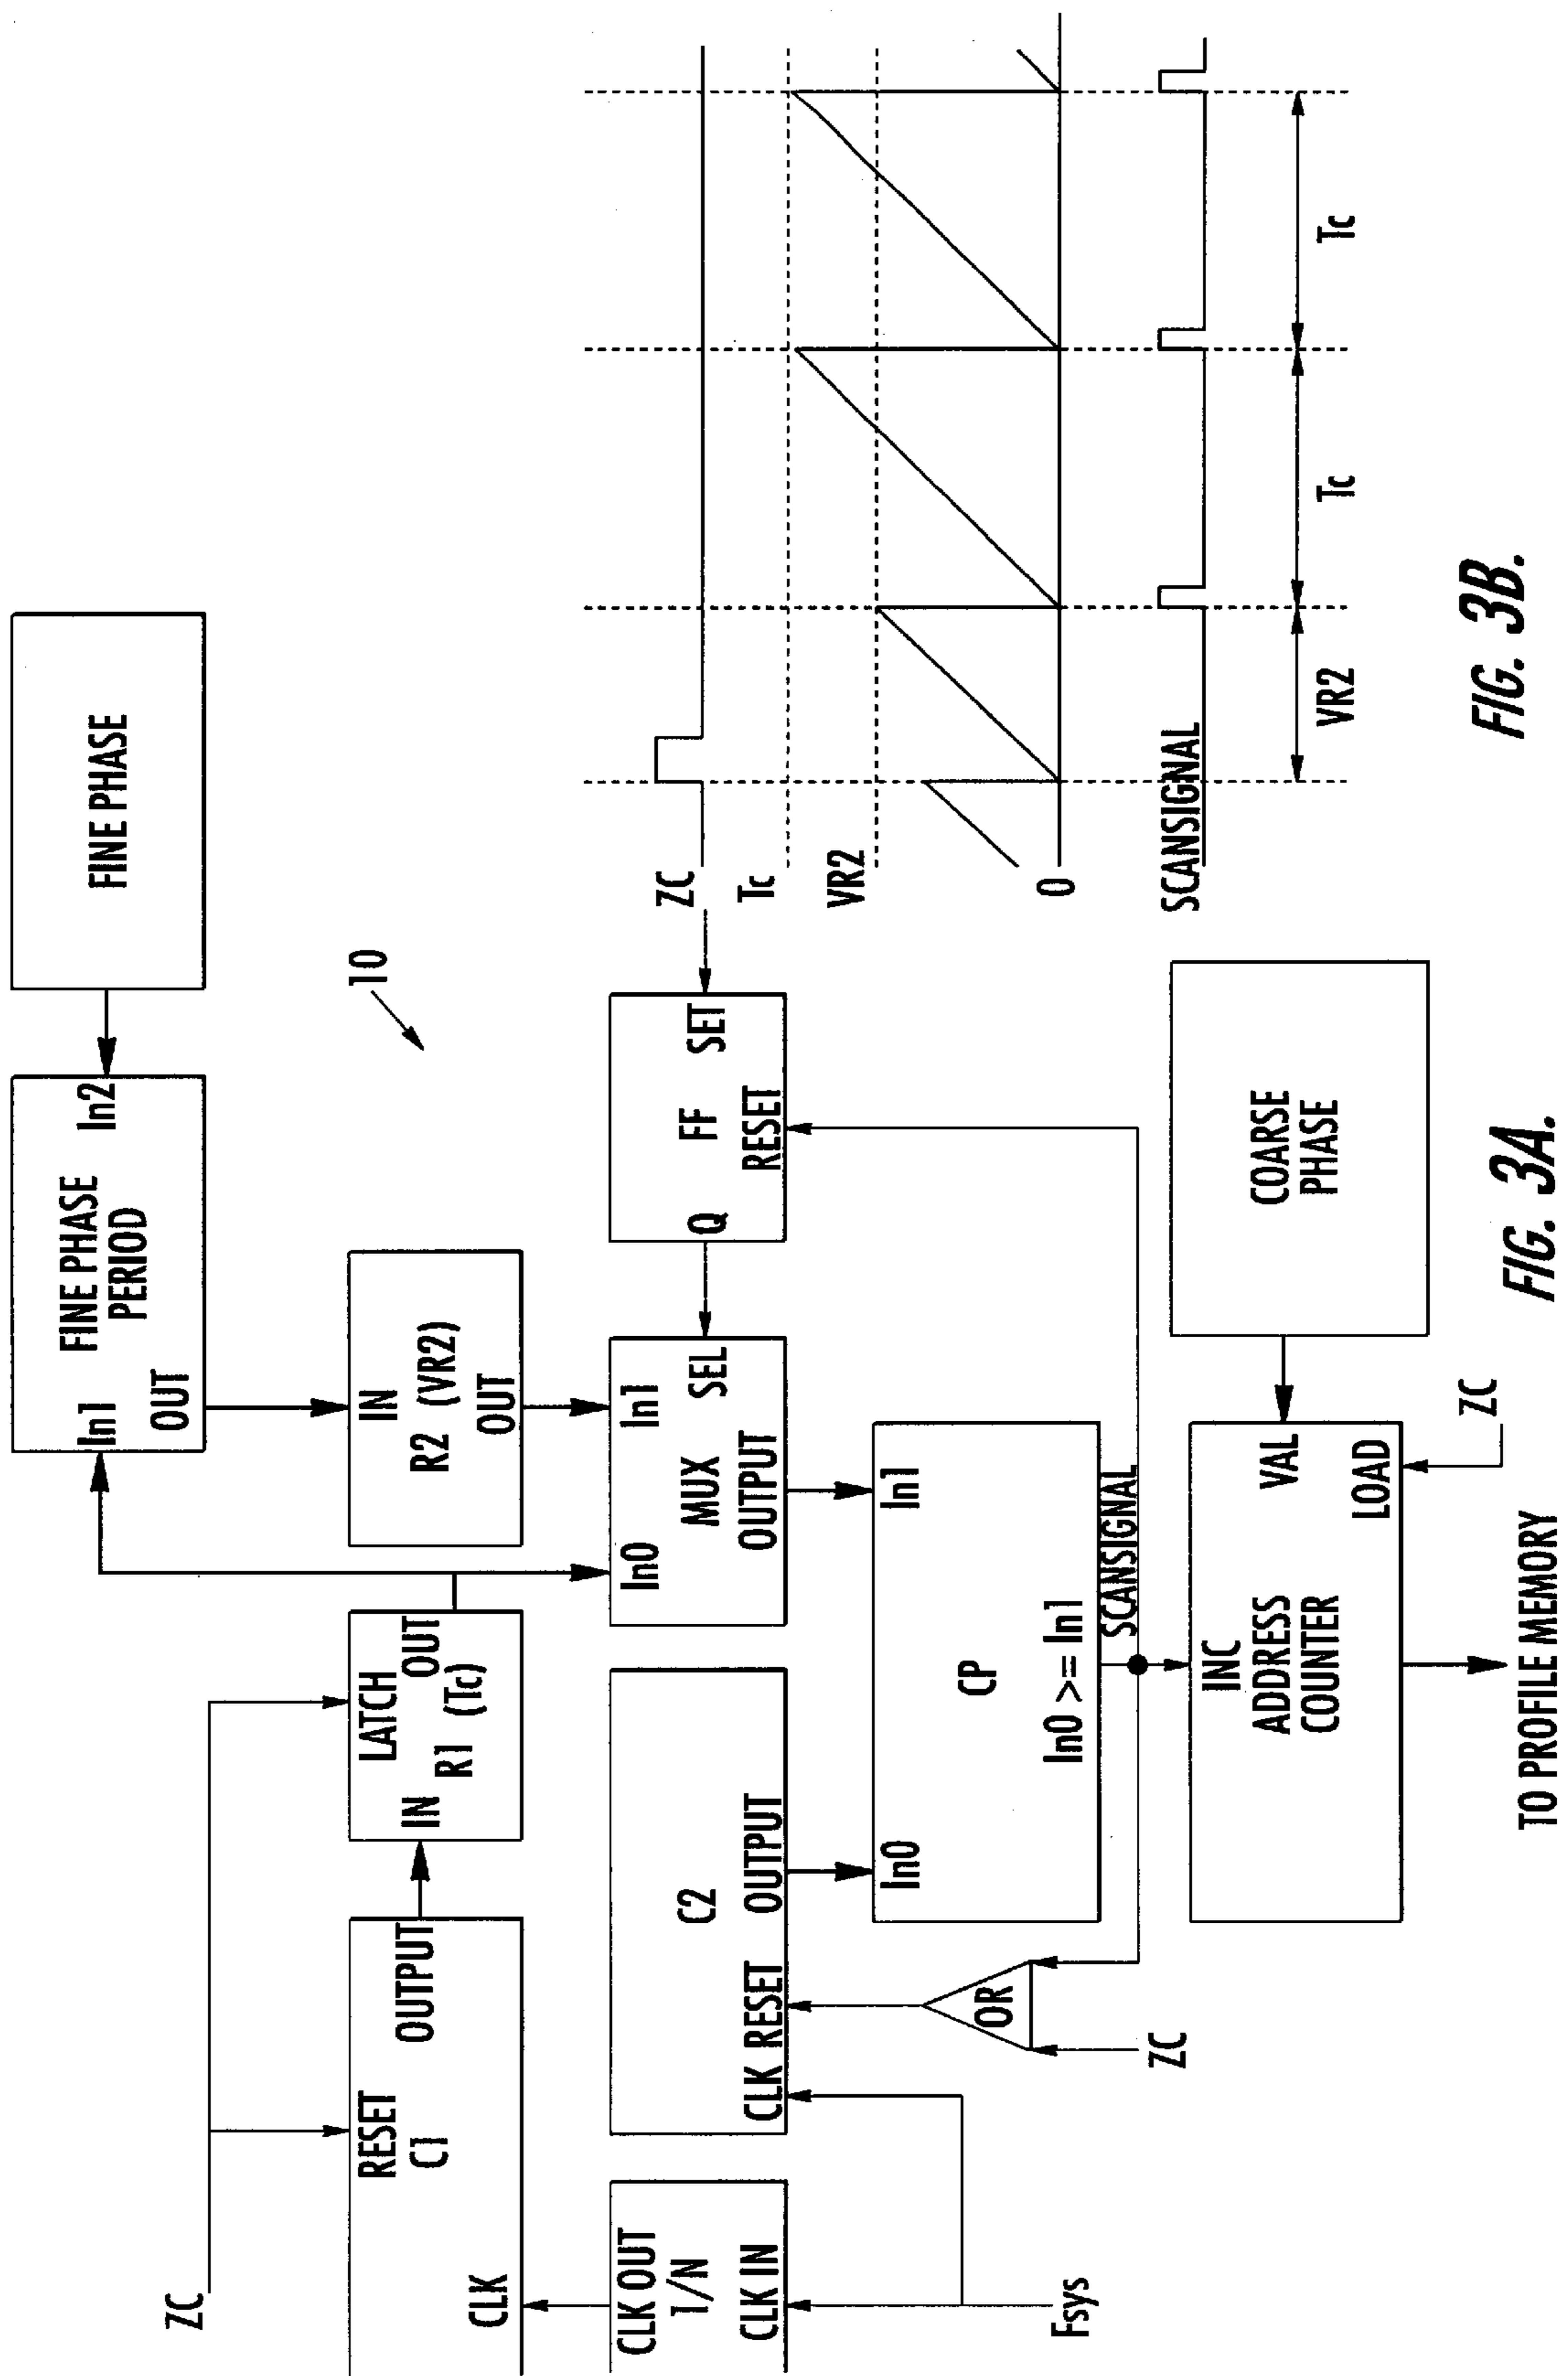 ZC
RESET
C1
OUTPUT
CLK
LATCH
IN
OUT
R1 (Tc)
CLK OUT
1/N
CLK IN
Fsys
C2
CLK RESET
OUTPUT
OR
ZC
FINE PHASE
PERIOD
In1
In2
OUT
FINE PHASE
IN
R2 (VR2)
OUT
10
In0
In1
MUX
SEL
OUTPUT
Q
FF
SET
RESET
ZC
In0
In1
CP
In0 >= In1
SCANSIGNAL
INC
ADDRESS
COUNTER
VAL
LOAD
ZC
COARSE
PHASE
TO PROFILE MEMORY
FIG. 3A.
Tc
VR2
0
SCANSIGNAL
VR2
Tc
Tc
FIG. 3B.